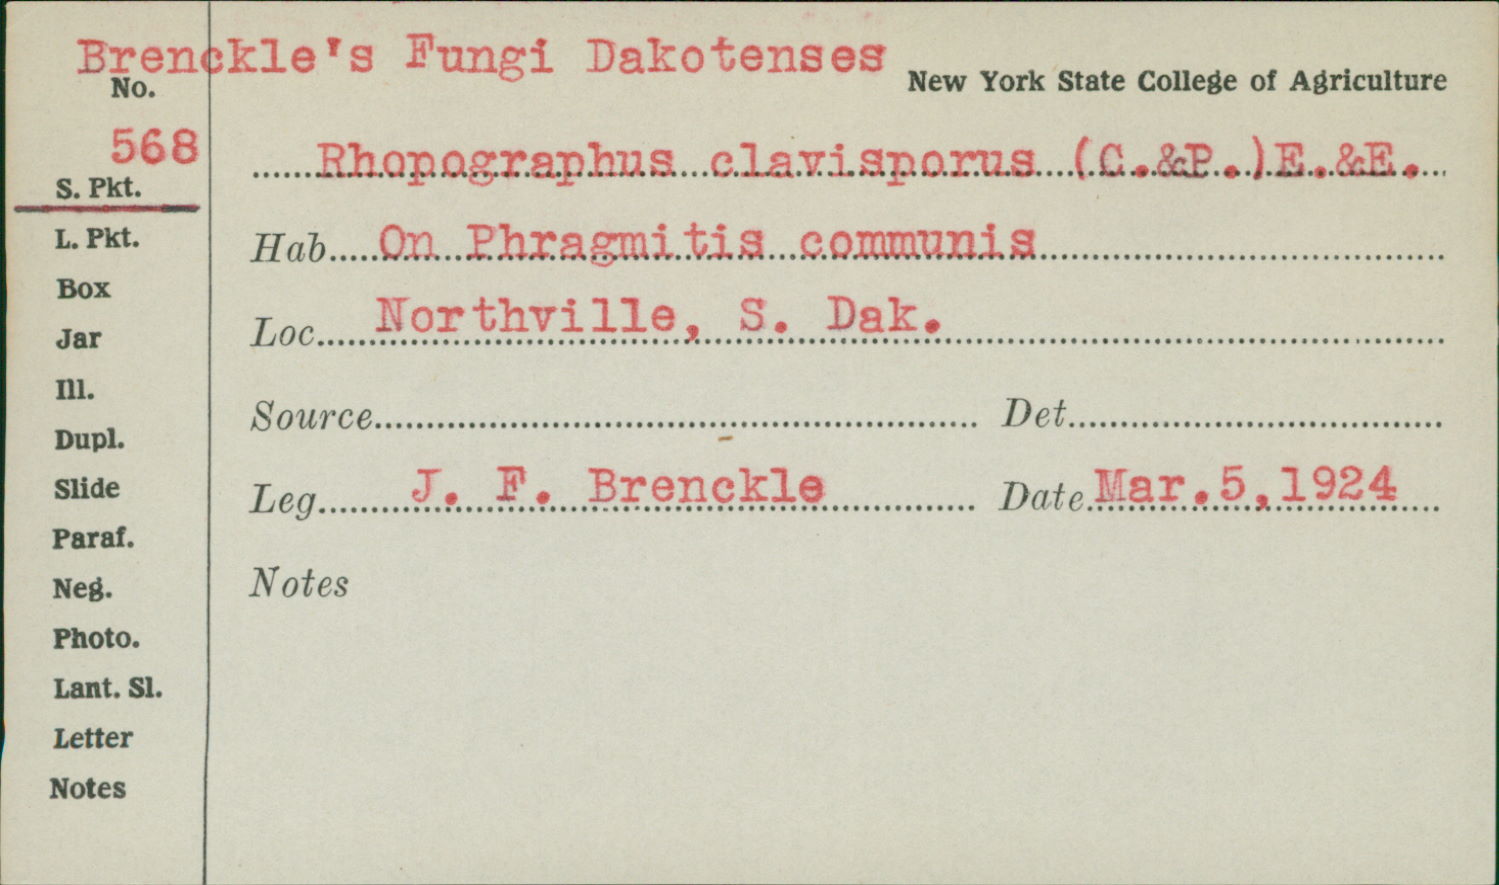 Brenckle's Fungi Dakotenses
New York State College of Agriculture
No.
568
Rhopographus clavisporus (C.&P.)E.&E.
S. Pkt.
L. Pkt.
Hab On Phragmitis communis
Box
Loc Northville, S. Dak.
Jar
Ill.
Source Det
Dupl.
Slide
Leg J. F. Brenckle Date Mar.5,1924
Paraf.
Neg.
Notes
Photo.
Lant. Sl.
Letter
Notes